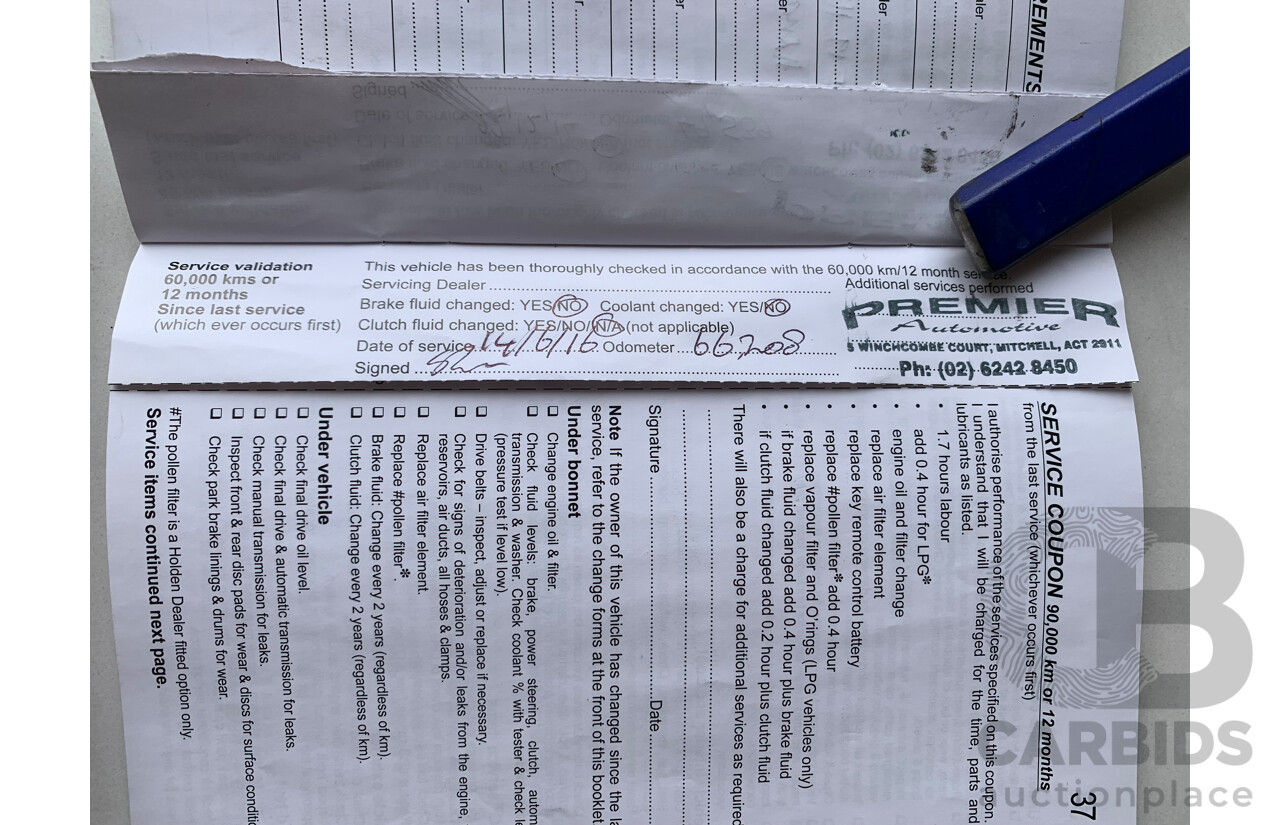 EMENTS
Service validation
60,000 kms or
12 months
Since last service
(which ever occurs first)
This vehicle has been thoroughly checked in accordance with the 60,000 km/12 month
Servicing Dealer
Additional services performed
Brake fluid changed: YES/NO Coolant changed: YES/NO
Clutch fluid changed: YES/NO/N/A (not applicable)
Date of service 14/6/16 Odometer 66208
Signed
PREMIER
Automotive
5 WINCHCOMBE COURT, MITCHELL, ACT 2911
Ph: (02) 6242 8450
37
SERVICE COUPON 90,000 km or 12 months
from the last service (whichever occurs first)
I authorise performance of the services specified on this coupon.
I understand that I will be charged for the time, parts and
lubricants as listed.
• 1.7 hours labour
• add 0.4 hour for LPG*
• engine oil and filter change
• replace air filter element
• replace key remote control battery
• replace #pollen filter* add 0.4 hour
• replace vapour filter and O'rings (LPG vehicles only)
• if brake fluid changed add 0.4 hour plus brake fluid
• if clutch fluid changed add 0.2 hour plus clutch fluid
There will also be a charge for additional services as required
Signature Date
Note If the owner of this vehicle has changed since the la
service, refer to the change forms at the front of this booklet
Under bonnet
❑ Change engine oil & filter.
❑ Check fluid levels: brake, power steering, clutch, autom
transmission & washer. Check coolant % with tester & check le
(pressure test if level low).
❑ Drive belts – inspect, adjust or replace if necessary.
❑ Check for signs of deterioration and/or leaks from the engine,
reservoirs, air ducts, all hoses & clamps.
❑ Replace air filter element.
❑ Replace #pollen filter.*
❑ Brake fluid: Change every 2 years (regardless of km).
❑ Clutch fluid: Change every 2 years (regardless of km).
Under vehicle
❑ Check final drive oil level.
❑ Check final drive & automatic transmission for leaks.
❑ Check manual transmission for leaks.
❑ Inspect front & rear disc pads for wear & discs for surface conditi
❑ Check park brake linings & drums for wear.
#The pollen filter is a Holden Dealer fitted option only.
Service items continued next page.
CARBIDS
auctionplace